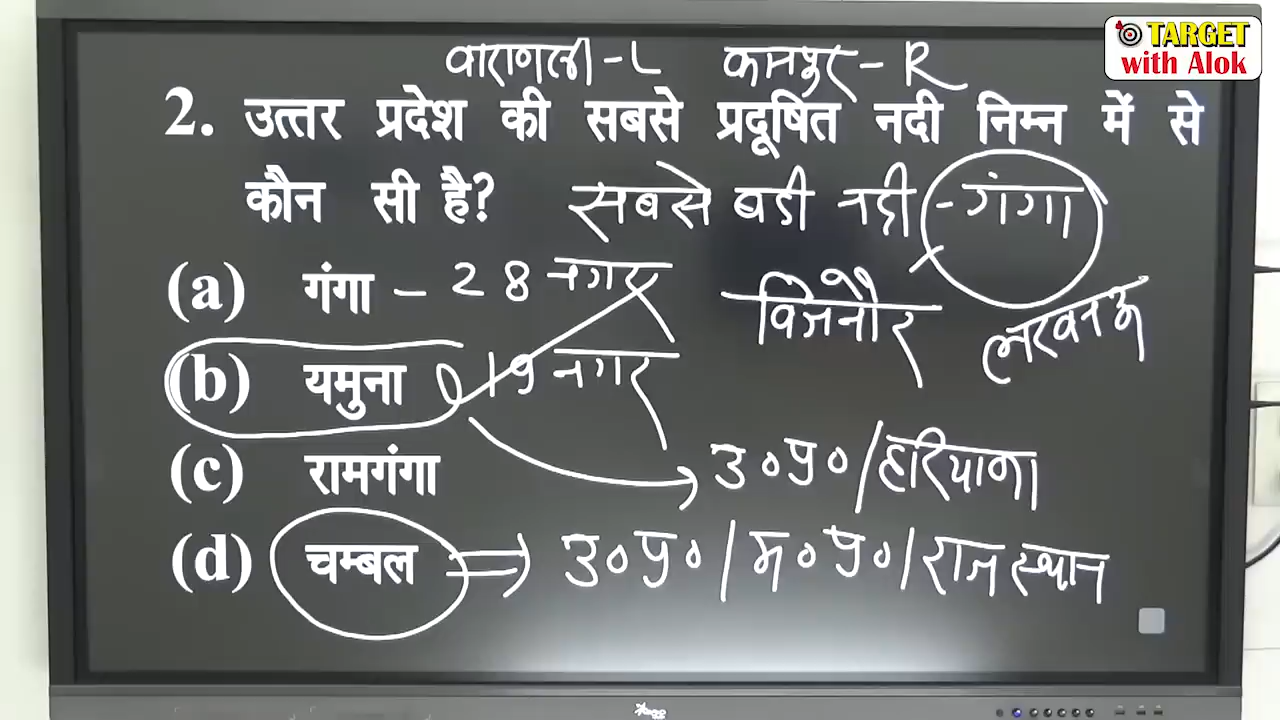 TARGET
with Alok
वाराणसी-L कानपुर-R
2. उत्तर प्रदेश की सबसे प्रदूषित नदी निम्न में से
कौन सी है? सबसे बडी नदी - गंगा
(a) गंगा - 28 नगर बिजनौर लखनऊ
(b) यमुना 19 नगर
(c) रामगंगा उ०प्र०/हरियाणा
(d) चम्बल ⇒ उ०प्र०/म०प्र०/राजस्थान